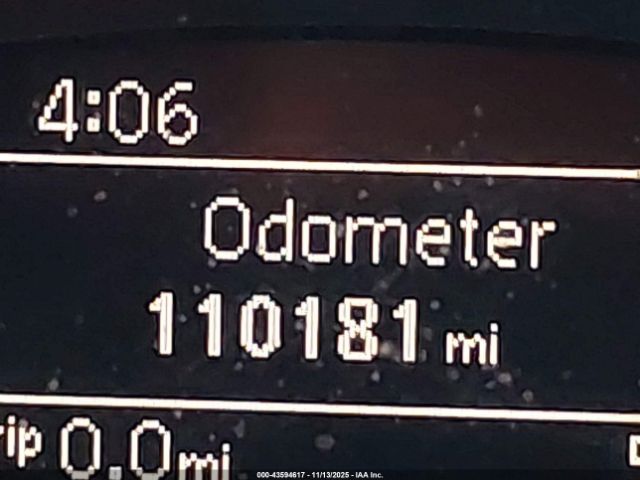 4:06
Odometer
110181 mi
rip 0.0mi
000-43594617 - 11/13/2025 - IAA Inc.